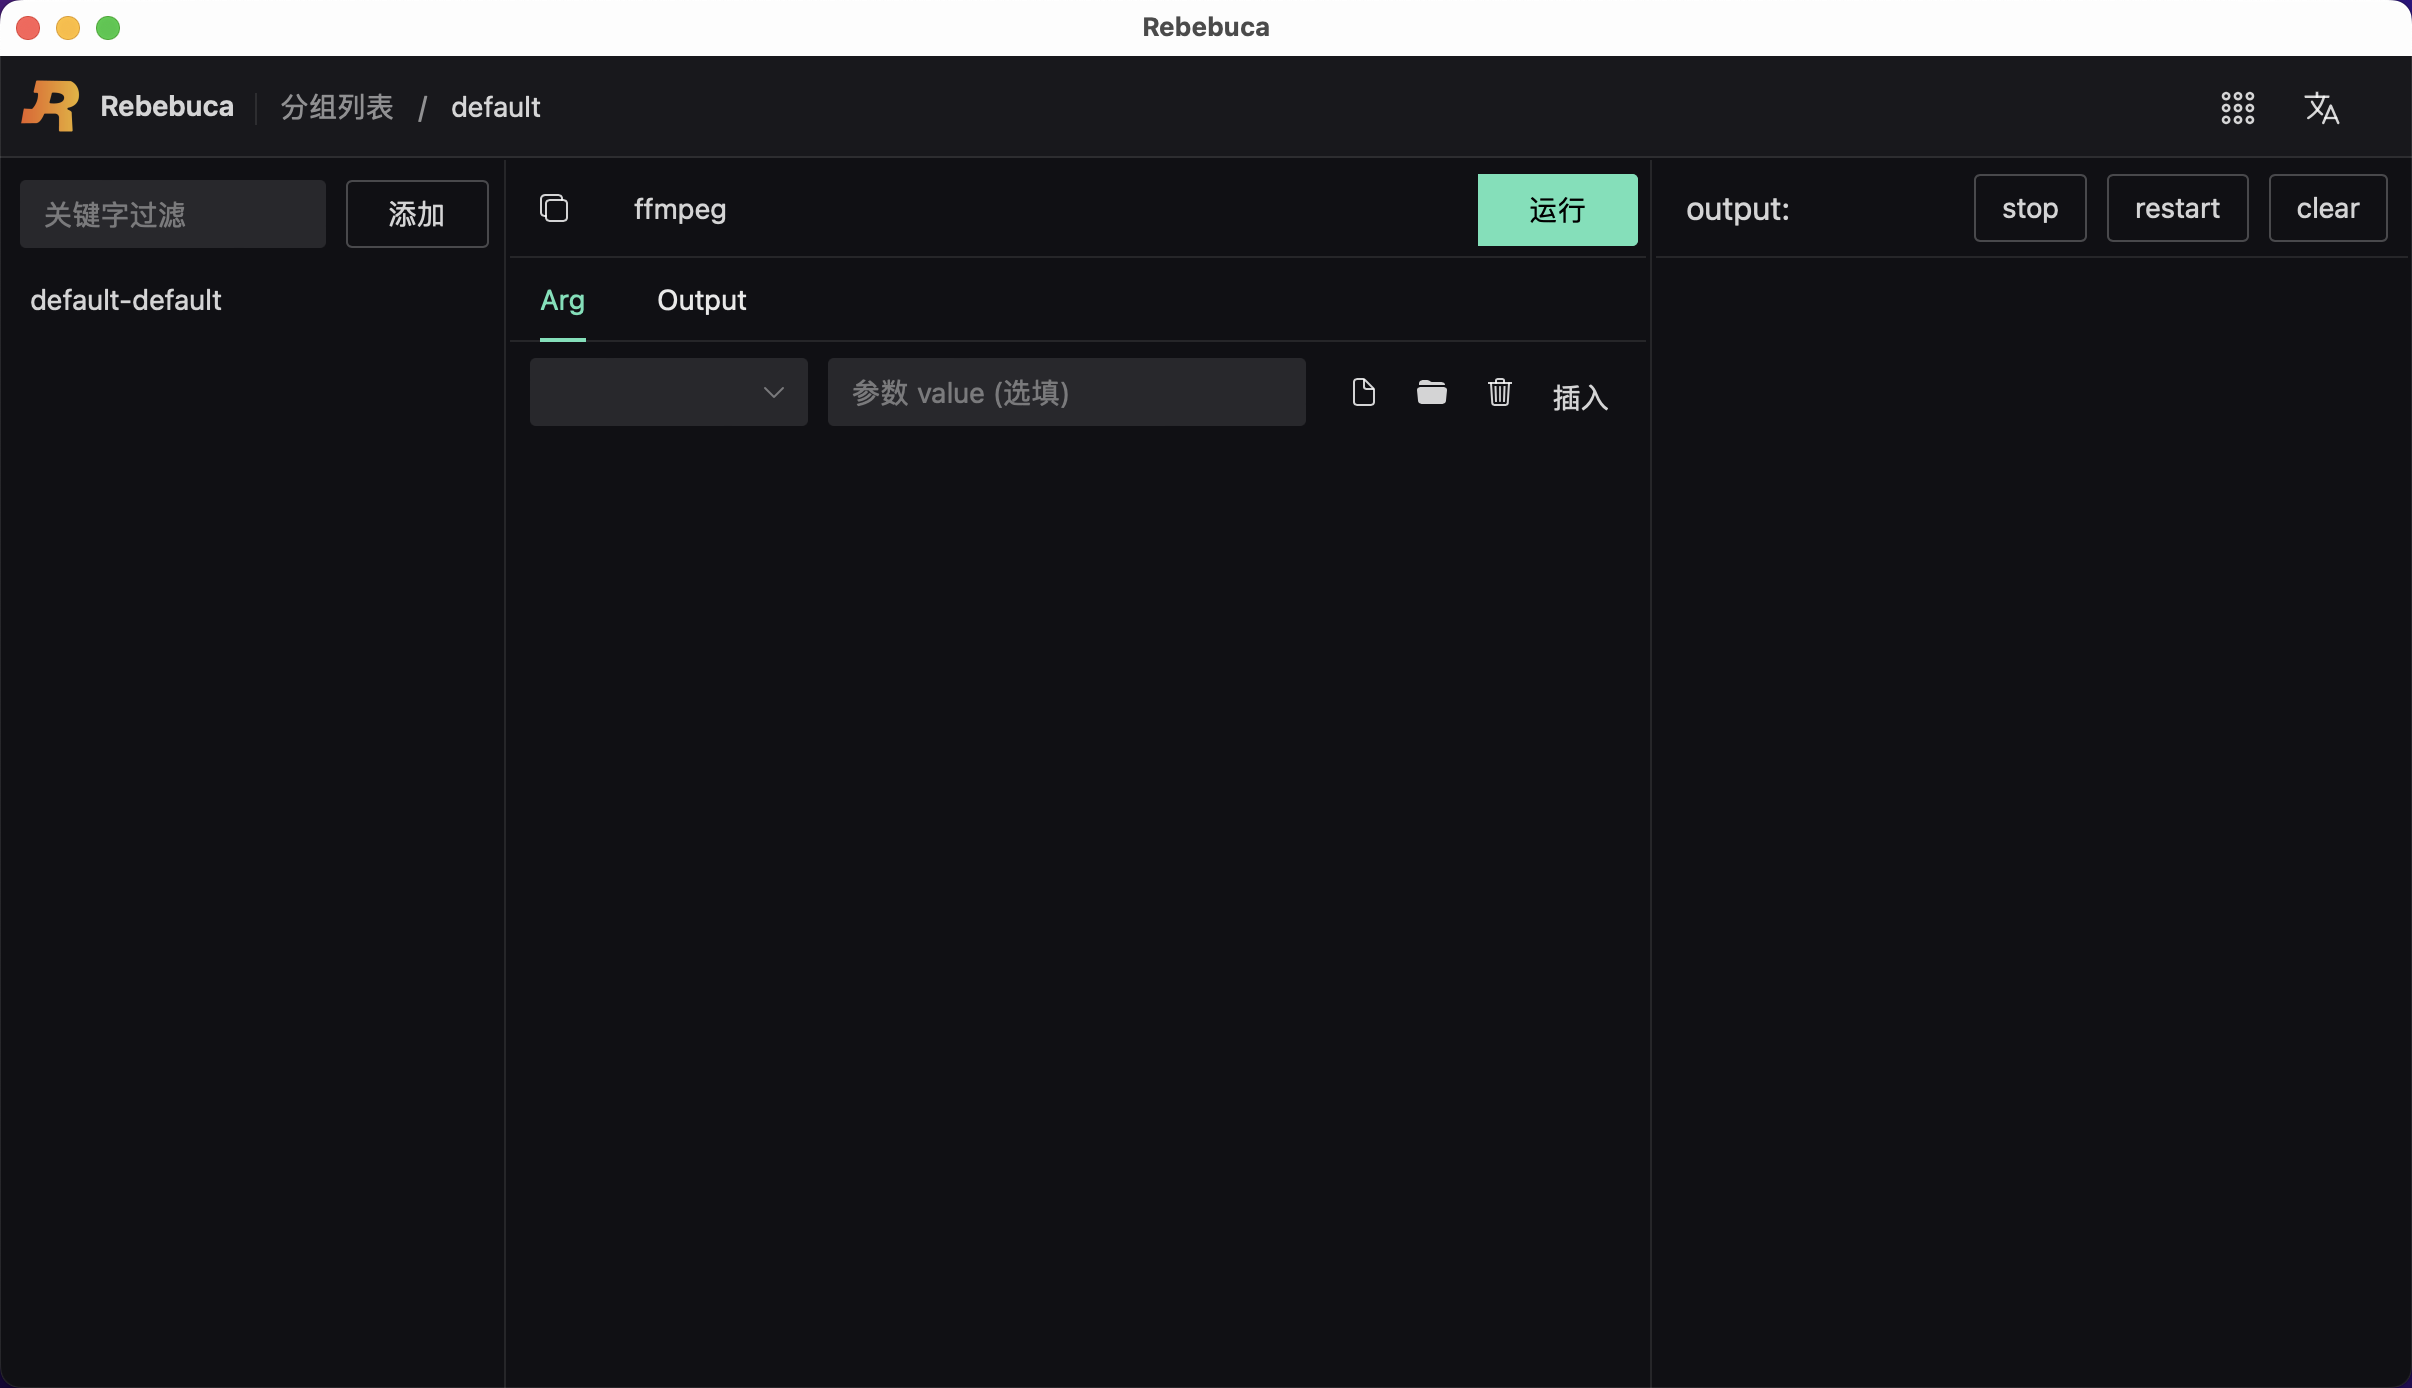 Rebebuca
Rebebuca 分组列表 / default
关键字过滤 添加
default-default
ffmpeg 运行
Arg Output
参数 value (选填) 插入
output: stop restart clear